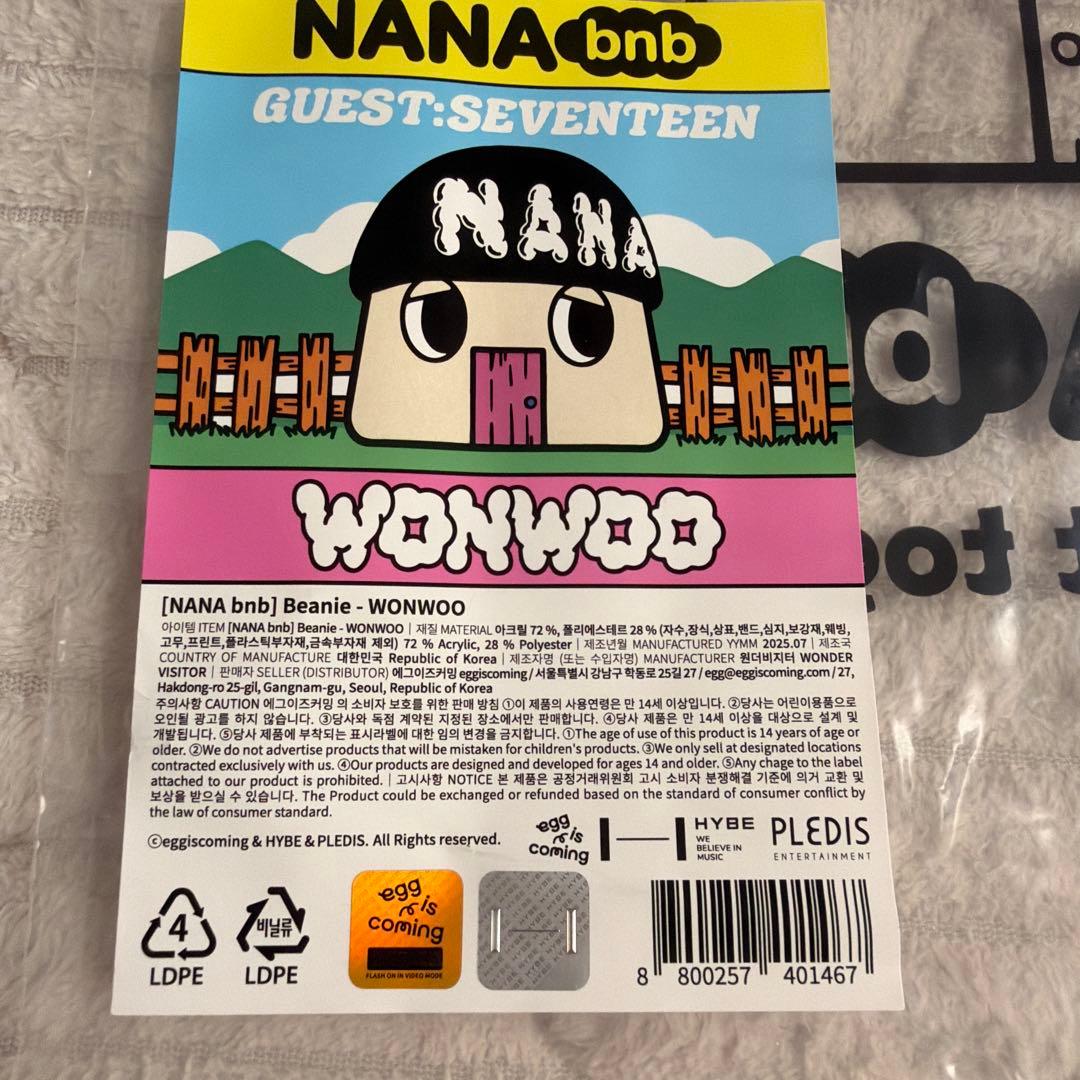 NANA bnb
GUEST:SEVENTEEN
NANA
WONWOO
[NANA bnb] Beanie - WONWOO
아이템 ITEM [NANA bnb] Beanie - WONWOO | 재질 MATERIAL 아크릴 72 %, 폴리에스테르 28 % (자수,장식,상표,밴드,심지,보강재,웨빙,
고무,프린트,플라스틱부자재,금속부자재 제외) 72 % Acrylic, 28 % Polyester | 제조년월 MANUFACTURED YYMM 2025.07 | 제조국
COUNTRY OF MANUFACTURE 대한민국 Republic of Korea | 제조자명 (또는 수입자명) MANUFACTURER 원더비지터 WONDER
VISITOR | 판매자 SELLER (DISTRIBUTOR) 에그이즈커밍 eggiscoming / 서울특별시 강남구 학동로 25길 27 / egg@eggiscoming.com / 27,
Hakdong-ro 25-gil, Gangnam-gu, Seoul, Republic of Korea
주의사항 CAUTION 에그이즈커밍 의 소비자 보호를 위한 판매 방침 ①이 제품의 사용연령은 만 14세 이상입니다. ②당사는 어린이용품으로
오인될 광고를 하지 않습니다. ③당사와 독점 계약된 지정된 장소에서만 판매합니다. ④당사 제품은 만 14세 이상을 대상으로 설계 및
개발됩니다. ⑤당사 제품에 부착되는 표시라벨에 대한 임의 변경을 금지합니다. ①The age of use of this product is 14 years of age or
older. ②We do not advertise products that will be mistaken for children's products. ③We only sell at designated locations
contracted exclusively with us. ④Our products are designed and developed for ages 14 and older. ⑤Any chage to the label
attached to our product is prohibited. | 고시사항 NOTICE 본 제품은 공정거래위원회 고시 소비자 분쟁해결 기준에 의거 교환 및
보상을 받으실 수 있습니다. The Product could be exchanged or refunded based on the standard of consumer conflict by
the law of consumer standard.
ⓒeggiscoming & HYBE & PLEDIS. All Rights reserved.
egg is coming
HYBE
WE
BELIEVE IN
MUSIC
PLEDIS
ENTERTAINMENT
4
LDPE
비닐류
LDPE
egg is coming
FLASH ON IN VIDEO MODE
HYBE
8 800257 401467